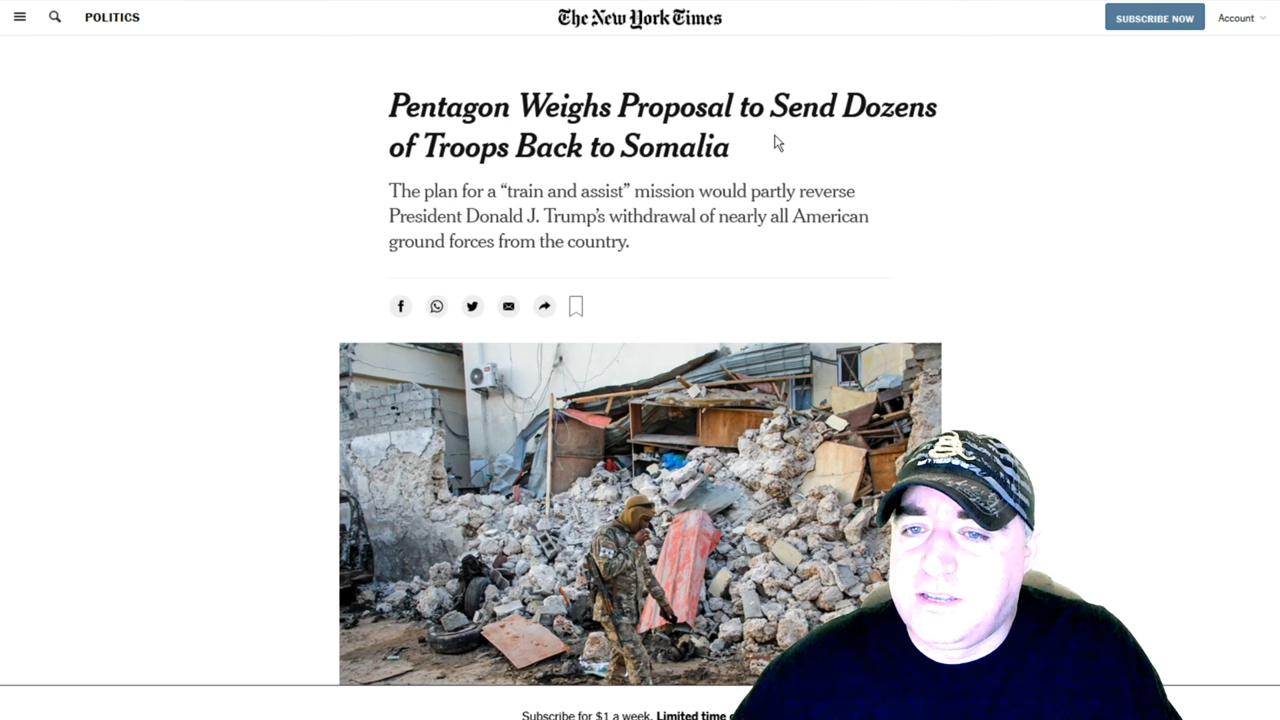 POLITICS
The New York Times
SUBSCRIBE NOW
Account
Pentagon Weighs Proposal to Send Dozens
of Troops Back to Somalia
The plan for a “train and assist” mission would partly reverse
President Donald J. Trump’s withdrawal of nearly all American
ground forces from the country.
Subscribe for $1 a week. Limited time